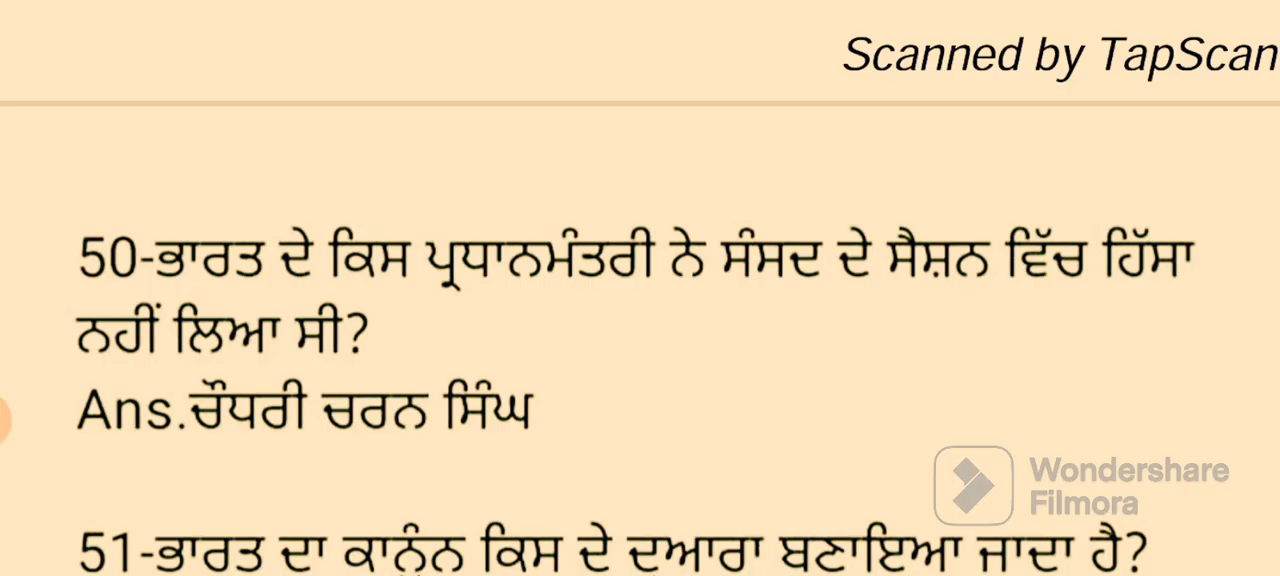 Scanned by TapScan
50-ਭਾਰਤ ਦੇ ਕਿਸ ਪ੍ਰਧਾਨਮੰਤਰੀ ਨੇ ਸੰਸਦ ਦੇ ਸੈਸ਼ਨ ਵਿੱਚ ਹਿੱਸਾ
ਨਹੀਂ ਲਿਆ ਸੀ?
Ans.ਚੌਧਰੀ ਚਰਨ ਸਿੰਘ
Wondershare
Filmora
51-ਭਾਰਤ ਦਾ ਕਾਨੂੰਨ ਕਿਸ ਦੇ ਦਆਰਾ ਬਣਾਇਆ ਜਾਦਾ ਹੈ?